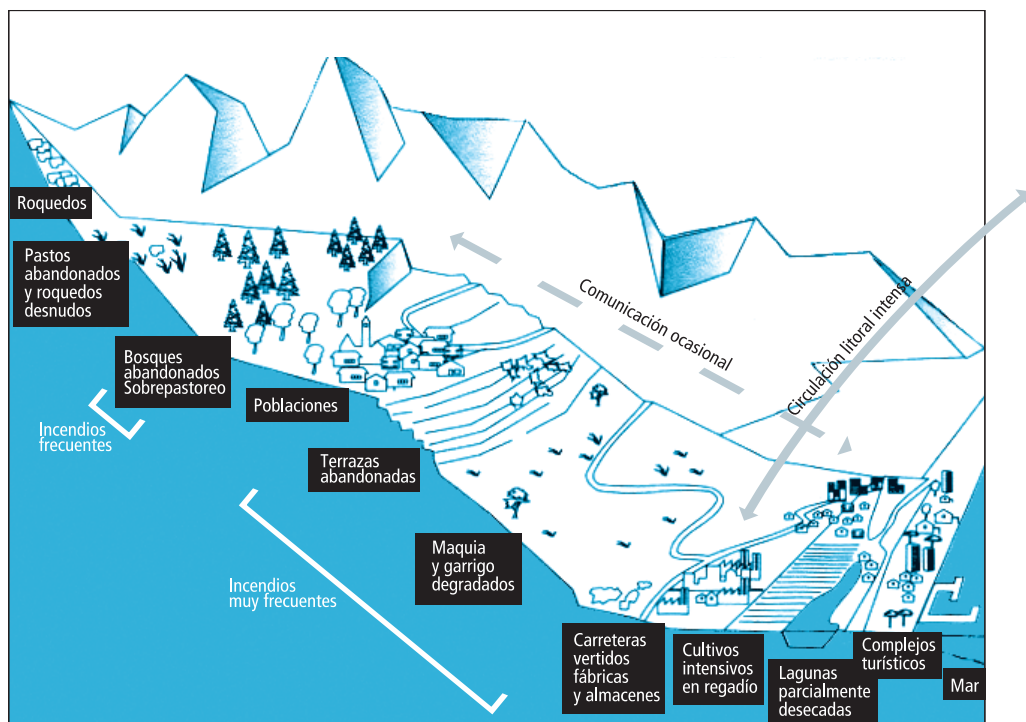 Roquedos
Pastos
abandonados
y roquedos
desnudos
Bosques
abandonados
Sobrepastoreo
Incendios
frecuentes
Poblaciones
Terrazas
abandonadas
Incendios
muy frecuentes
Maquia
y garrigo
degradados
Comunicación ocasional
Circulación litoral intensa
Carreteras
vertidos
fábricas
y almacenes
Cultivos
intensivos
en regadío
Lagunas
parcialmente
desecadas
Complejos
turísticos
Mar